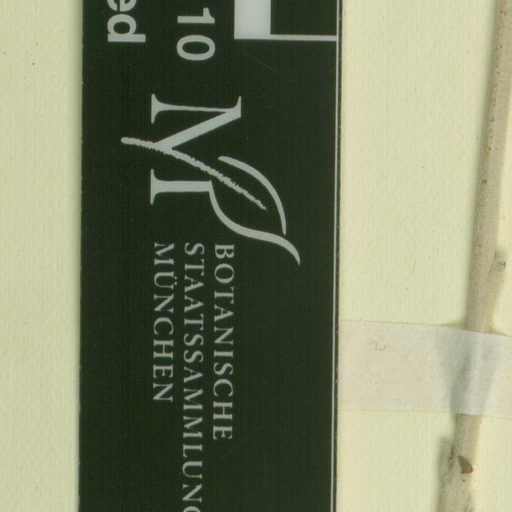 10
ed
M
BOTANISCHE
STAATSSAMMLUNG
MÜNCHEN